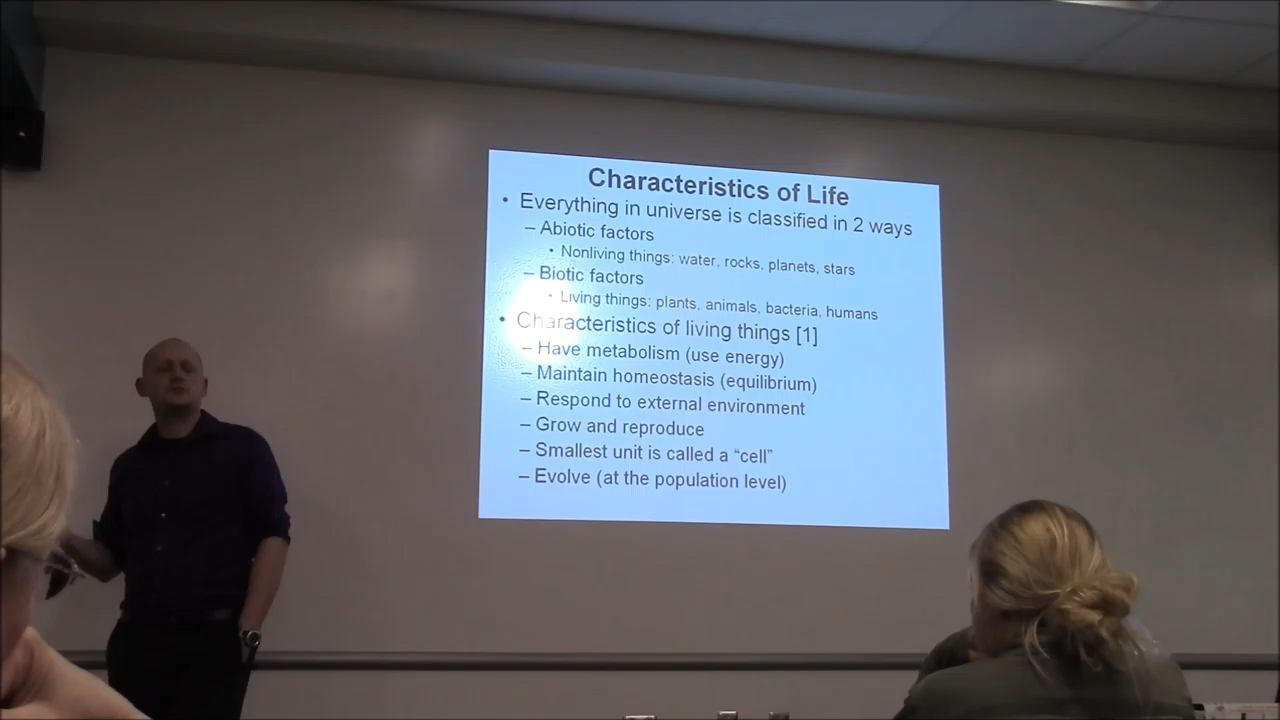 Characteristics of Life
• Everything in universe is classified in 2 ways
– Abiotic factors
• Nonliving things: water, rocks, planets, stars
– Biotic factors
• Living things: plants, animals, bacteria, humans
• Characteristics of living things [1]
– Have metabolism (use energy)
– Maintain homeostasis (equilibrium)
– Respond to external environment
– Grow and reproduce
– Smallest unit is called a “cell”
– Evolve (at the population level)